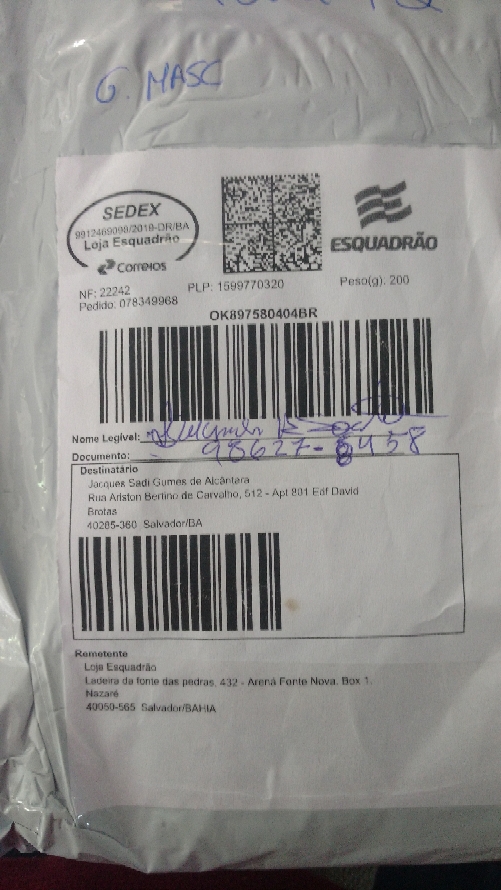 G. MASC
SEDEX
9912469090/2019-DR/BA
Loja Esquadrão
Correios
ESQUADRÃO
NF: 22242
PLP: 1599770320
Peso(g): 200
Pedido: 078349968
OK897580404BR
Nome Legível:
Documento: 98627-8458
Destinatário
Jacques Sadi Gumes de Alcântara
Rua Ariston Bertino de Carvalho, 512 - Apt 801 Edf David
Brotas
40285-360 Salvador/BA
Remetente
Loja Esquadrão
Ladeira da fonte das pedras, 432 - Arena Fonte Nova. Box 1.
Nazaré
40050-565 Salvador/BAHIA